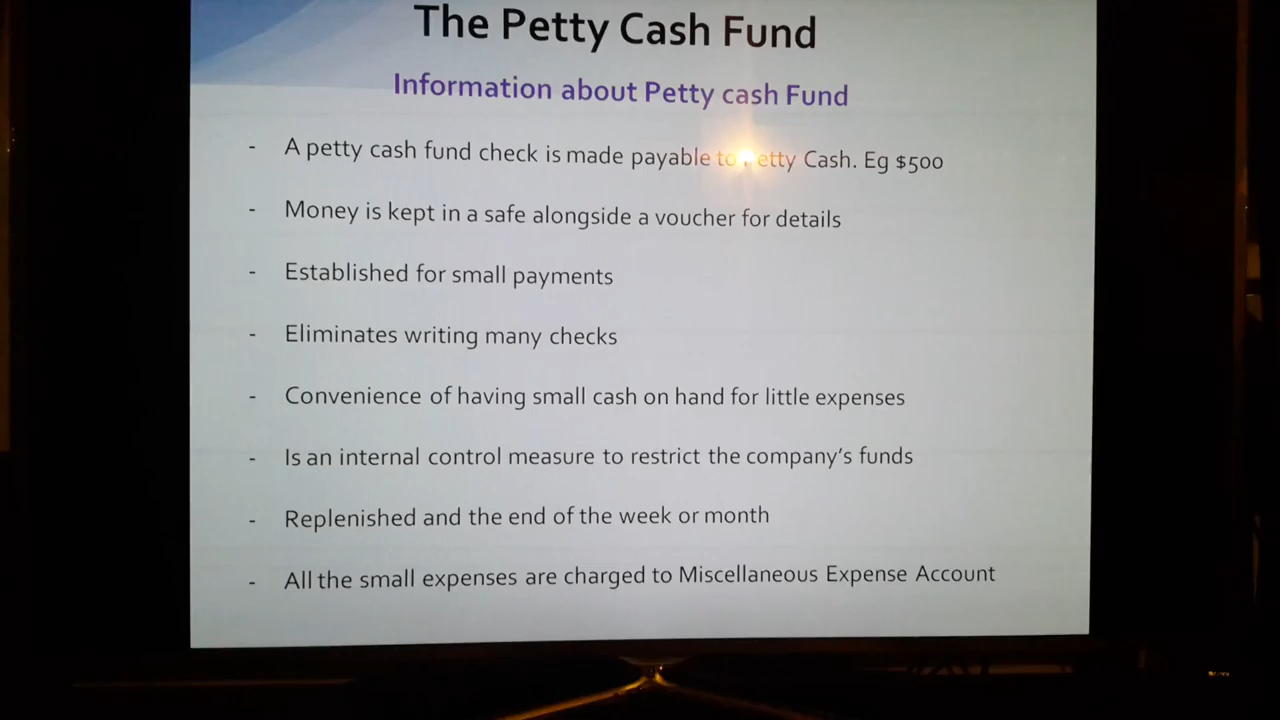 The Petty Cash Fund
Information about Petty cash Fund
- A petty cash fund check is made payable to Petty Cash. Eg $500
- Money is kept in a safe alongside a voucher for details
- Established for small payments
- Eliminates writing many checks
- Convenience of having small cash on hand for little expenses
- Is an internal control measure to restrict the company's funds
- Replenished and the end of the week or month
- All the small expenses are charged to Miscellaneous Expense Account